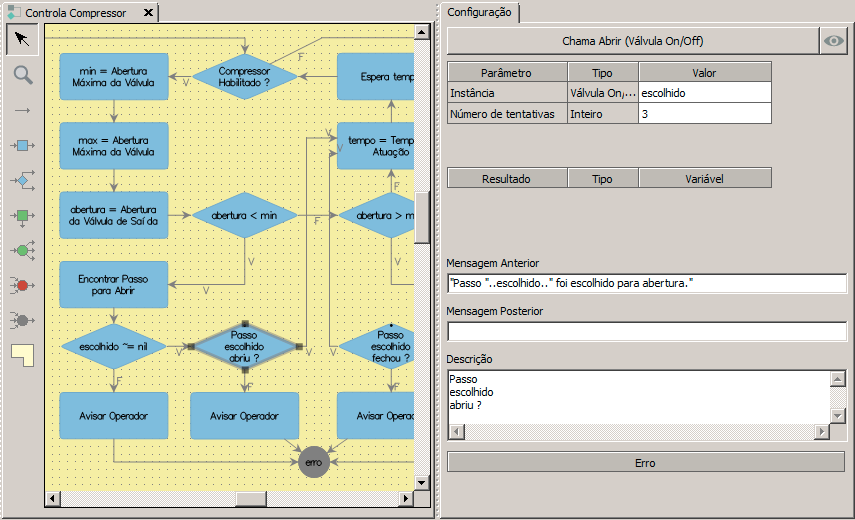 Controla Compressor
min = Abertura
Máxima da Válvula
V
Compressor
Habilitado ?
F
Espera temp
max = Abertura
Máxima da Válvula
V
tempo = Temp
V
Atuação
abertura = Abertura
da Válvula de Saída
abertura < min
F
F
abertura > m
V
V
Encontrar Passo
para Abrir
escolhido ~= nil
V
Passo
escolhido
abriu ?
V
V
Passo
escolhido
fechou ?
F
F
F
Avisar Operador
Avisar Operador
Avisar Operad
erro
Configuração
Chama Abrir (Válvula On/Off)
Parâmetro Tipo Valor
Instância Válvula On/... escolhido
Número de tentativas Inteiro 3
Resultado Tipo Variável
Mensagem Anterior
"Passo "..escolhido.." foi escolhido para abertura."
Mensagem Posterior
Descrição
Passo
escolhido
abriu ?
Erro